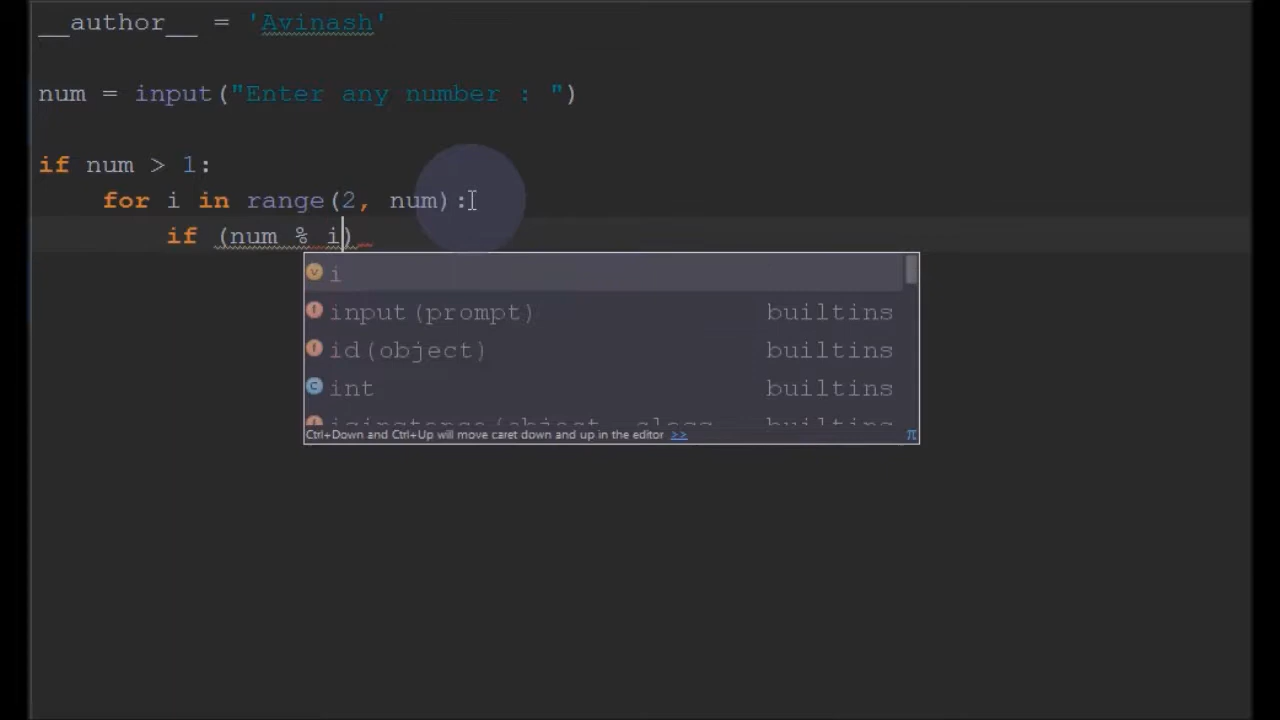 __author__ = 'Avinash'
num = input("Enter any number : ")
if num > 1:
for i in range(2, num):
if (num % i)
i
input(prompt) builtins
id(object) builtins
int builtins
builtins
Ctrl+Down and Ctrl+Up will move caret down and up in the editor >> π